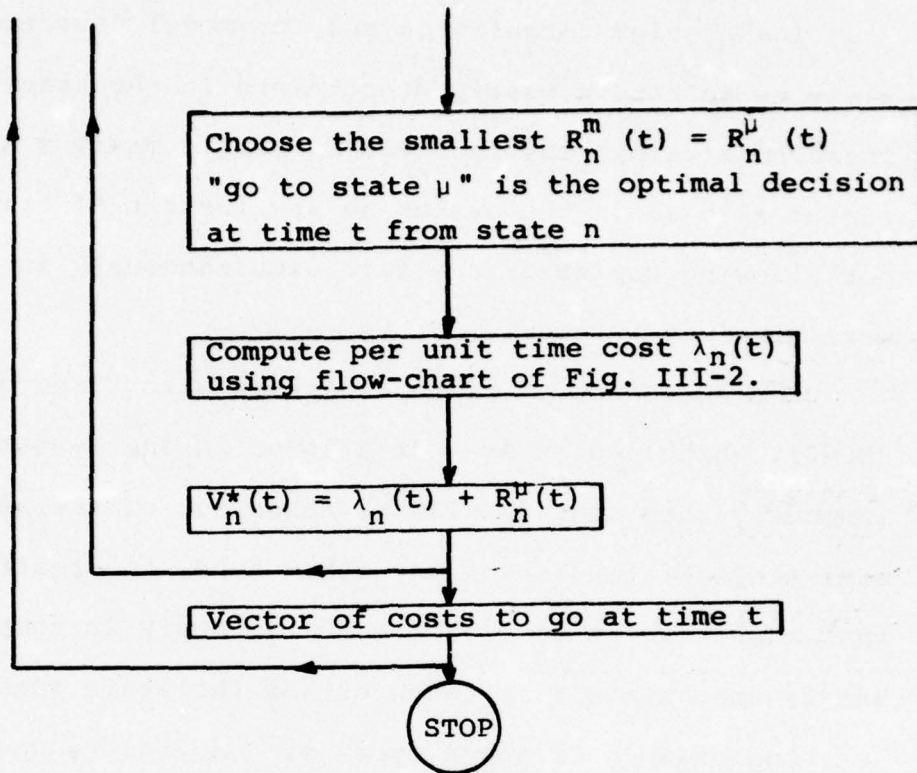 Choose the smallest R_n^m (t) = R_n^μ (t)
"go to state μ" is the optimal decision
at time t from state n
Compute per unit time cost λ_n(t)
using flow-chart of Fig. III-2.
V*_n(t) = λ_n(t) + R_n^μ(t)
Vector of costs to go at time t
STOP